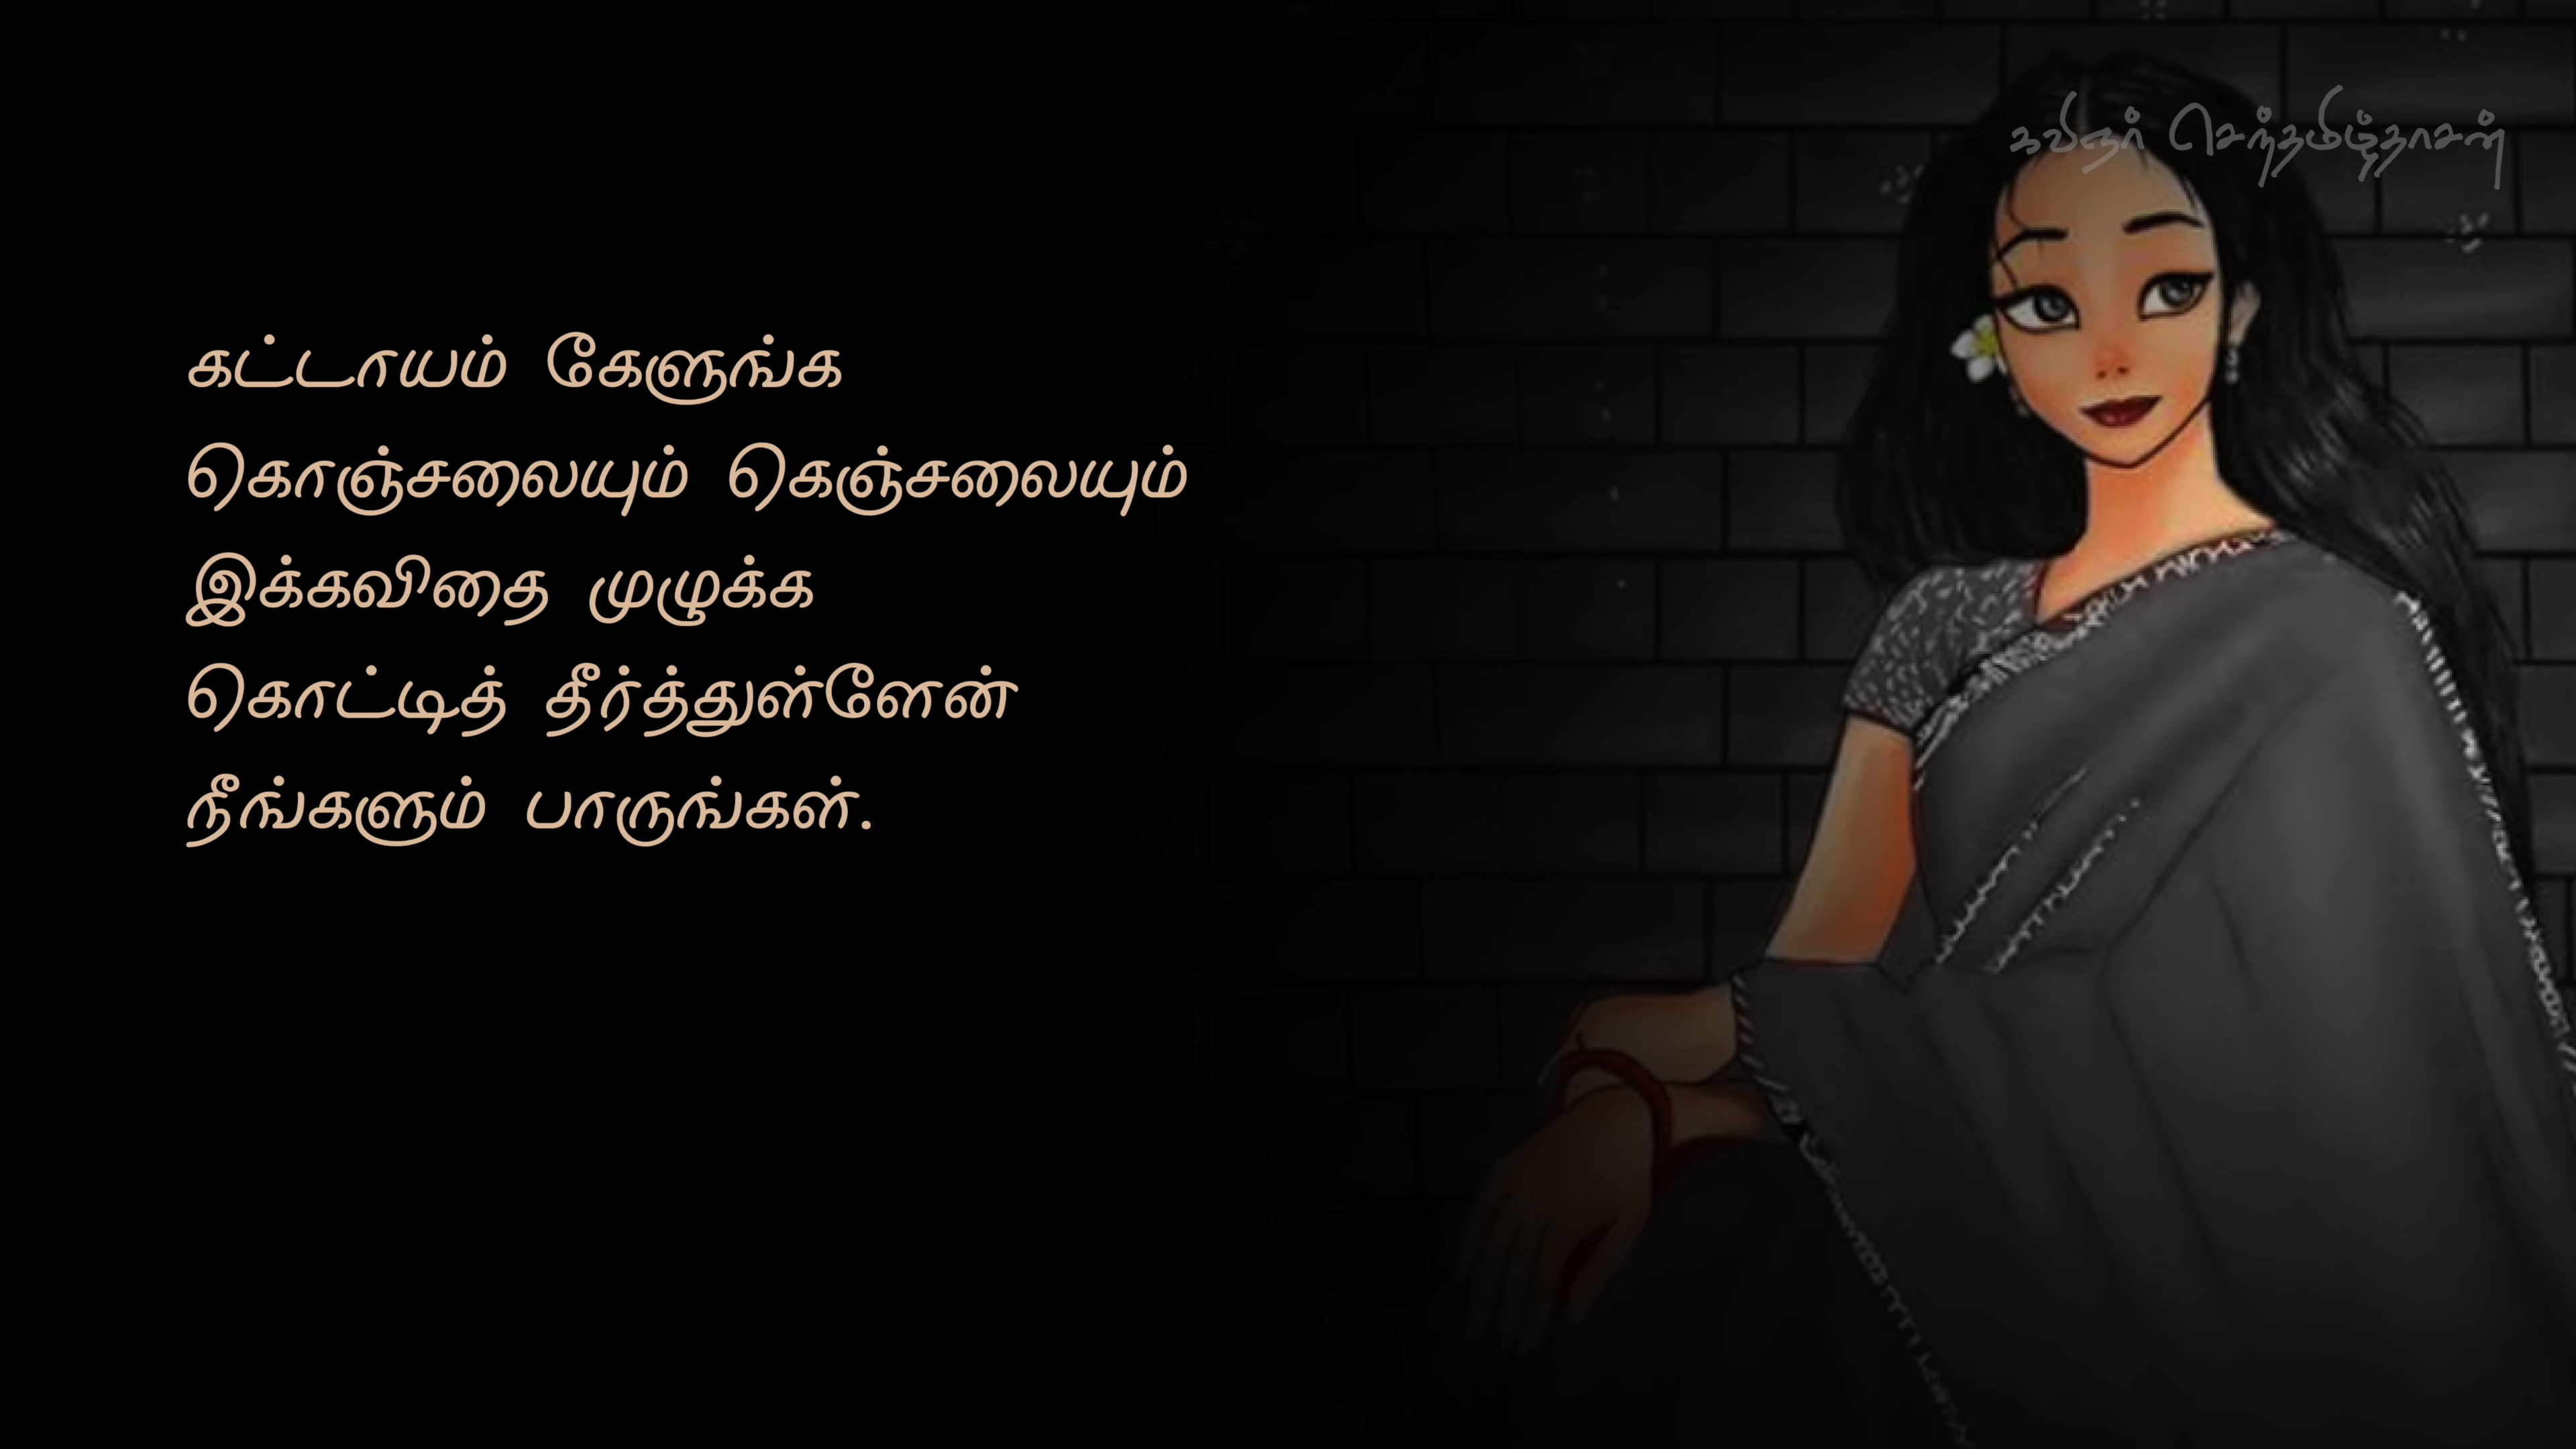 கவிஞர் செந்தமிழ்தாசன்
கட்டாயம் கேளுங்க
கொஞ்சலையும் கெஞ்சலையும்
இக்கவிதை முழுக்க
கொட்டித் தீர்த்துள்ளேன்
நீங்களும் பாருங்கள்.